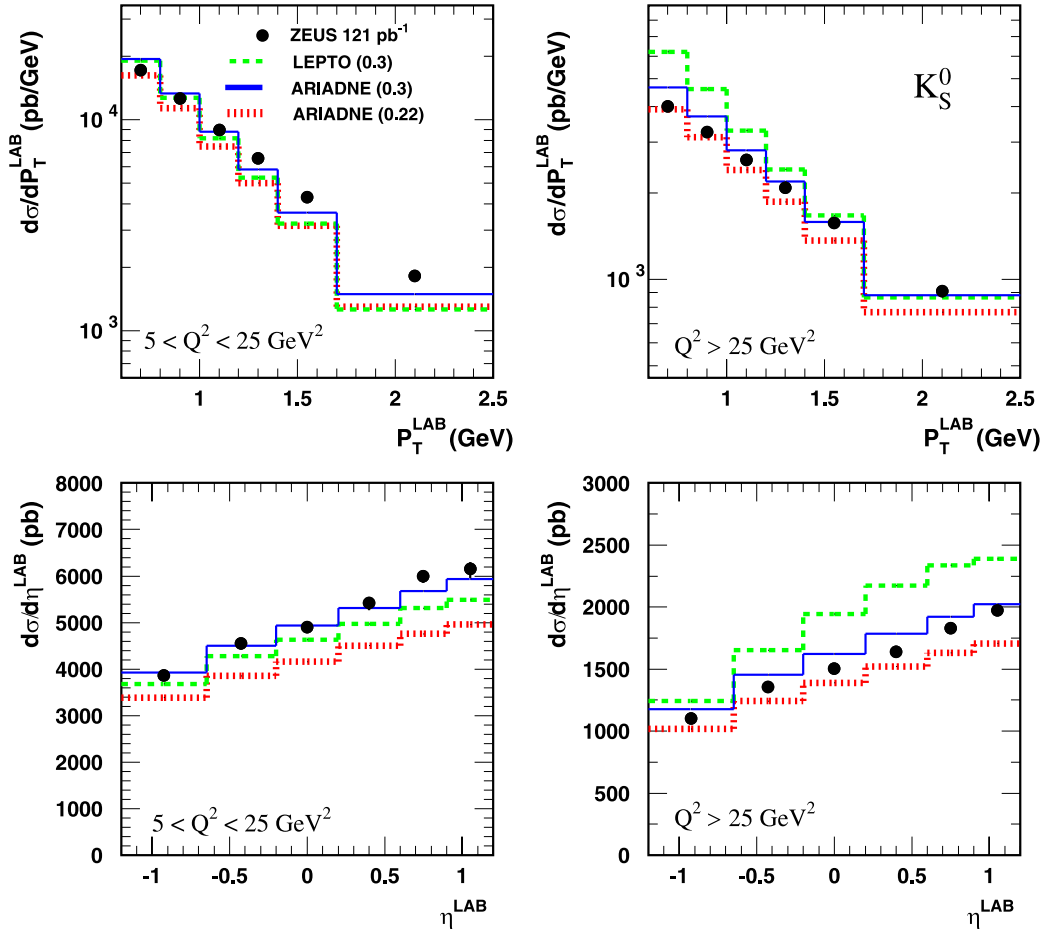 ZEUS 121 pb⁻¹
LEPTO (0.3)
ARIADNE (0.3)
ARIADNE (0.22)
dσ/dP_T^LAB (pb/GeV)
10⁴
10³
5 < Q² < 25 GeV²
1 1.5 2 2.5
P_T^LAB (GeV)
K_S^0
dσ/dP_T^LAB (pb/GeV)
10³
Q² > 25 GeV²
1 1.5 2 2.5
P_T^LAB (GeV)
dσ/dη^LAB (pb)
8000
7000
6000
5000
4000
3000
2000
1000
0
5 < Q² < 25 GeV²
-1 -0.5 0 0.5 1
η^LAB
dσ/dη^LAB (pb)
3000
2500
2000
1500
1000
500
0
Q² > 25 GeV²
-1 -0.5 0 0.5 1
η^LAB